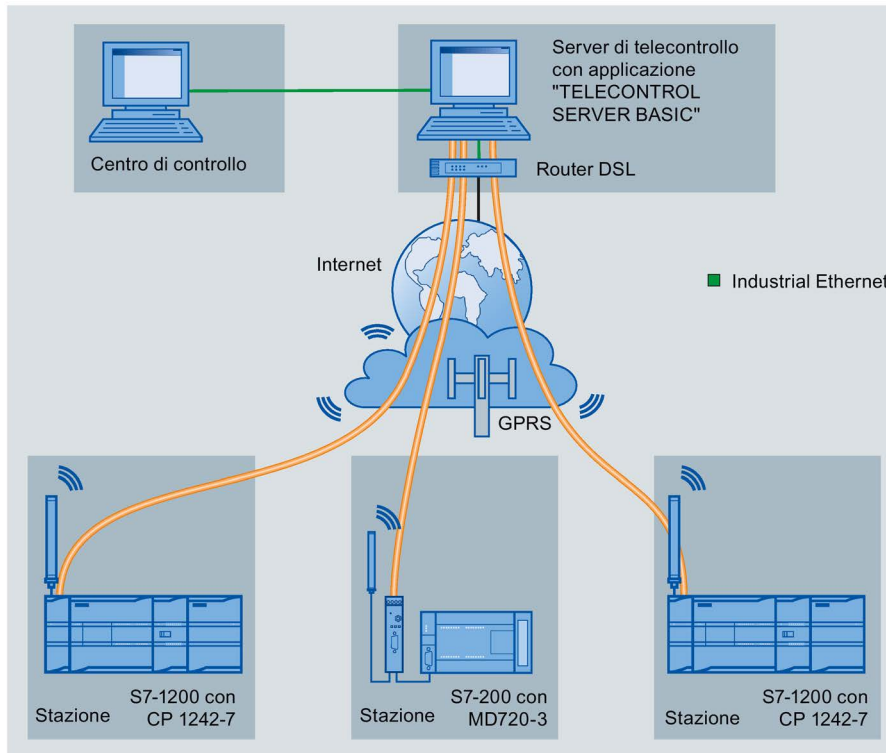 Server di telecontrollo
con applicazione
"TELECONTROL
SERVER BASIC"
Centro di controllo
Router DSL
Internet
Industrial Ethernet
GPRS
Stazione
S7-1200 con
CP 1242-7
Stazione
S7-200 con
MD720-3
Stazione
S7-1200 con
CP 1242-7